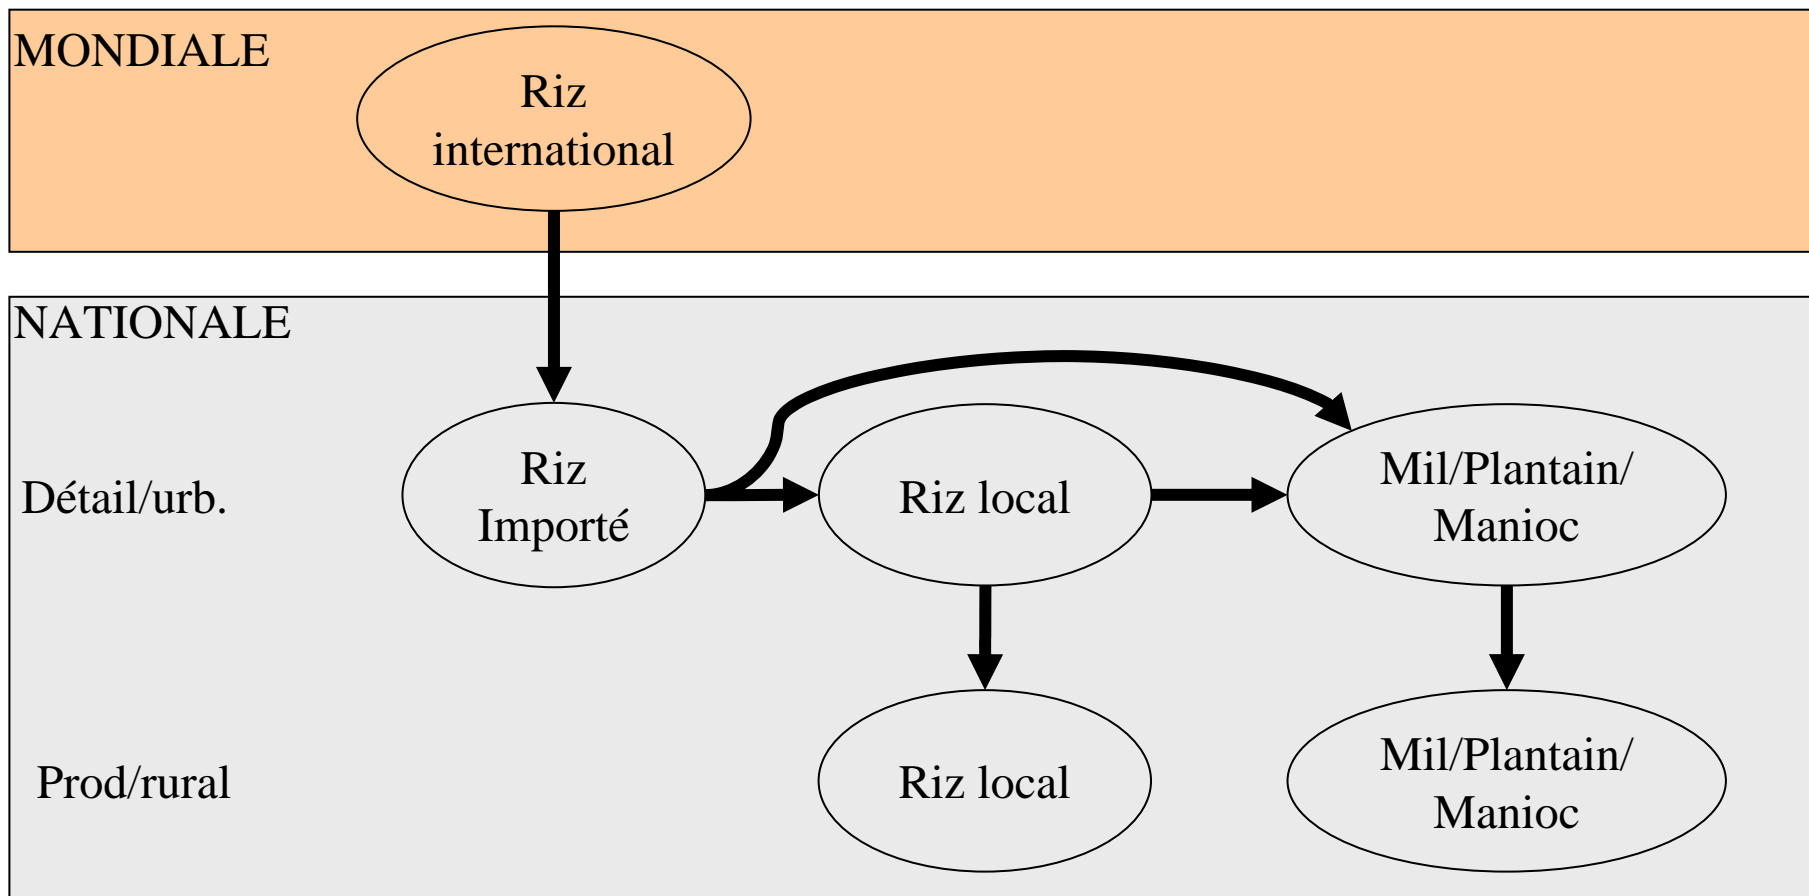 MONDIALE
Riz
international
NATIONALE
Détail/urb.
Riz
Importé
Riz local
Mil/Plantain/
Manioc
Prod/rural
Riz local
Mil/Plantain/
Manioc